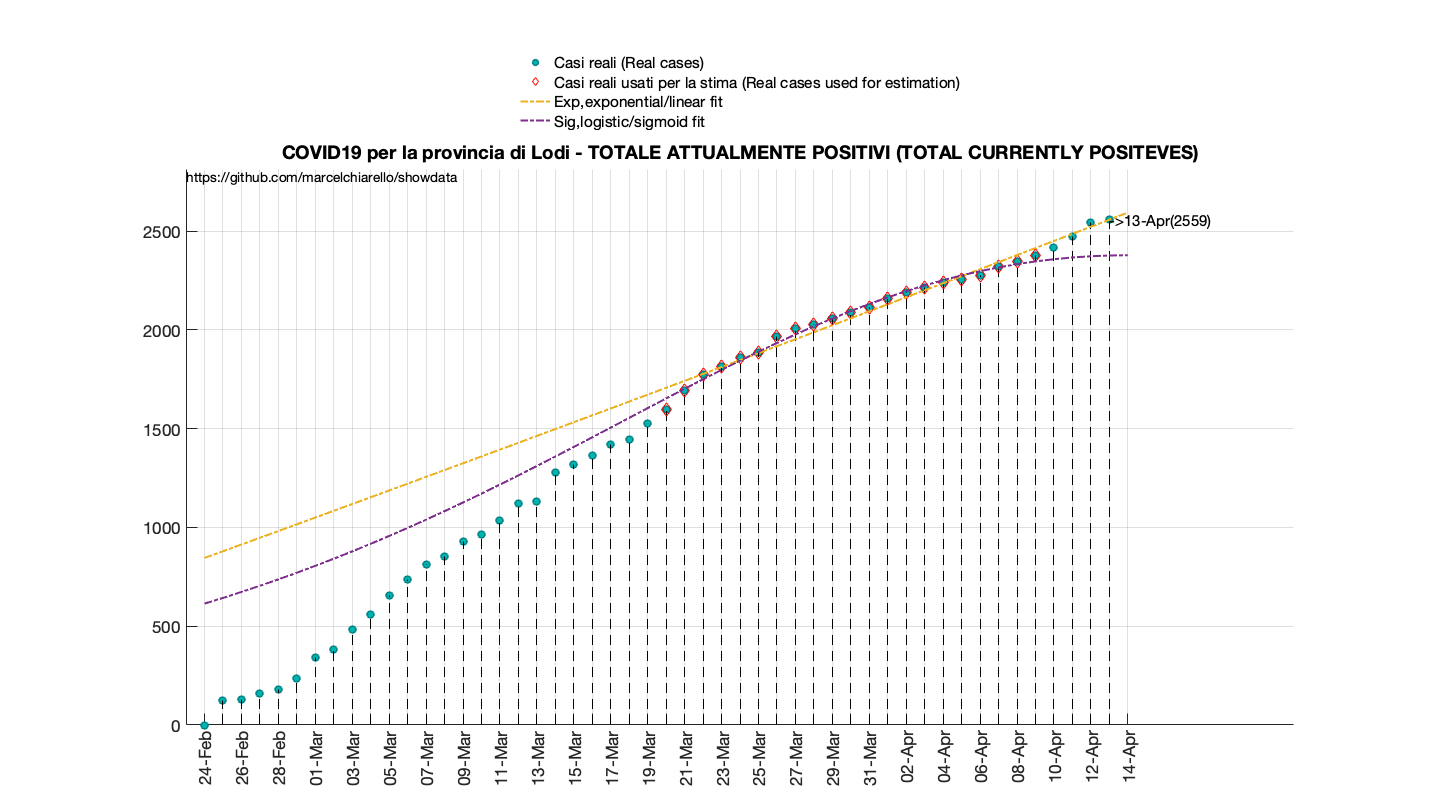 Casi reali (Real cases)
Casi reali usati per la stima (Real cases used for estimation)
Exp,exponential/linear fit
Sig,logistic/sigmoid fit
COVID19 per la provincia di Lodi - TOTALE ATTUALMENTE POSITIVI (TOTAL CURRENTLY POSITEVES)
https://github.com/marcelchiarello/showdata
->13-Apr(2559)
2500
2000
1500
1000
500
0
24-Feb
26-Feb
28-Feb
01-Mar
03-Mar
05-Mar
07-Mar
09-Mar
11-Mar
13-Mar
15-Mar
17-Mar
19-Mar
21-Mar
23-Mar
25-Mar
27-Mar
29-Mar
31-Mar
02-Apr
04-Apr
06-Apr
08-Apr
10-Apr
12-Apr
14-Apr